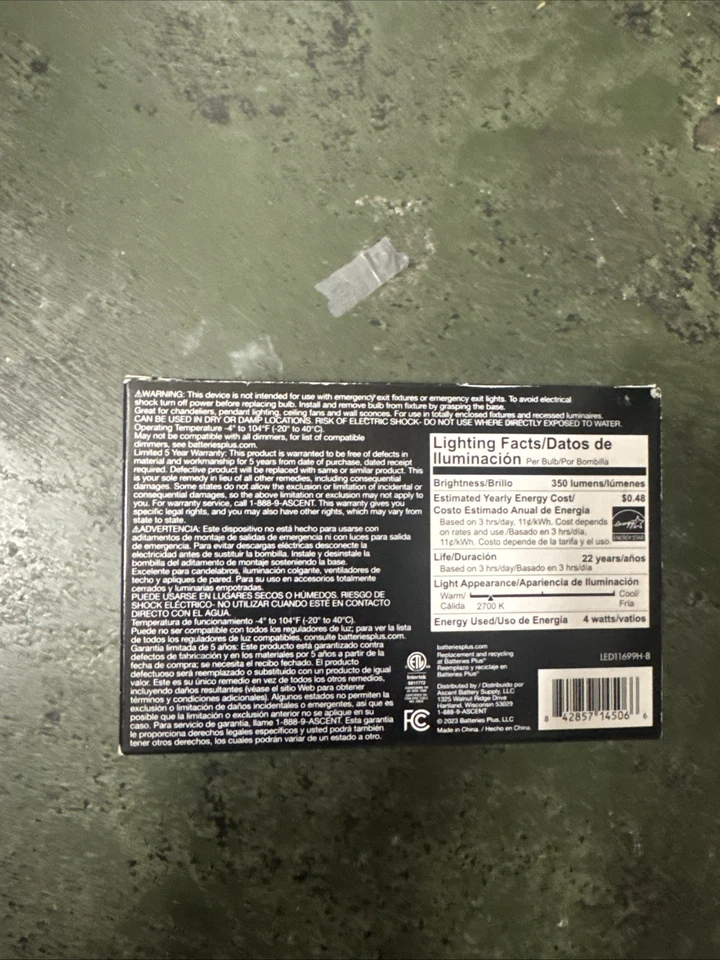 ⚠WARNING: This device is not intended for use with emergency exit fixtures or emergency exit lights. To avoid electrical
shock turn off power before replacing bulb. Install and remove bulb from fixture by grasping the base.
Great for chandeliers, pendant lighting, ceiling fans and wall sconces. For use in totally enclosed fixtures and recessed luminaires.
CAN BE USED IN DRY OR DAMP LOCATIONS. RISK OF ELECTRIC SHOCK- DO NOT USE WHERE DIRECTLY EXPOSED TO WATER.
Operating Temperature -4° to 104°F (-20° to 40°C).
May not be compatible with all dimmers, for list of compatible
dimmers, see batteriesplus.com.
Limited 5 Year Warranty: This product is warranted to be free of defects in
material and workmanship for 5 years from date of purchase, dated receipt
required. Defective product will be replaced with same or similar product. This
is your sole remedy in lieu of all other remedies, including consequential
damages. Some states do not allow the exclusion or limitation of incidental or
consequential damages, so the above limitation or exclusion may not apply to
you. For warranty service, call 1-888-9-ASCENT. This warranty gives you
specific legal rights, and you may also have other rights, which may vary from
state to state.
⚠ADVERTENCIA: Este dispositivo no está hecho para usarse con
aditamentos de montaje de salidas de emergencia ni con luces para salida
de emergencia. Para evitar descargas eléctricas desconecte la
electricidad antes de sustituir la bombilla. Instale y desinstale la
bombilla del aditamento de montaje sosteniendo la base.
Excelente para candelabros, iluminación colgante, ventiladores de
techo y apliques de pared. Para su uso en accesorios totalmente
cerrados y luminarias empotradas.
PUEDE USARSE EN LUGARES SECOS O HÚMEDOS. RIESGO DE
SHOCK ELÉCTRICO- NO UTILIZAR CUANDO ESTÉ EN CONTACTO
DIRECTO CON EL AGUA.
Temperatura de funcionamiento -4° to 104°F (-20° to 40°C).
Puede no ser compatible con todos los reguladores de luz; para ver la lista
de todos los reguladores de luz compatibles, consulte batteriesplus.com.
Garantía limitada de 5 años: Este producto está garantizado contra
defectos de fabricación y en los materiales por 5 años a partir de la
fecha de compra; se necesita el recibo fechado. El producto
defectuoso será reemplazado o substituido con un producto de igual
valor. Este es su único remedio en vez de todos los otros remedios,
incluyendo daños resultantes (véase el sitio Web para obtener
términos y condiciones adicionales). Algunos estados no permiten la
exclusión o limitación de daños incidentales o emergentes, así es que
posible que la limitación o exclusión anterior no se aplique en su
caso. Para servicio de garantía, llame 1-888-9-ASCENT. Esta garantía
le proporciona derechos legales específicos y usted podrá también
tener otros derechos, los cuales podrán variar de un estado a otro.
Lighting Facts/Datos de
Iluminación Per Bulb/Por Bombilla
Brightness/Brillo 350 lumens/lúmenes
Estimated Yearly Energy Cost/ $0.48
Costo Estimado Anual de Energía
Based on 3 hrs/day, 11¢/kWh. Cost depends
on rates and use./Basado en 3 hrs/día,
11¢/kWh. Costo depende de la tarifa y el uso.
ENERGY STAR
Life/Duración 22 years/años
Based on 3 hrs/day/Basado en 3 hrs/día
Light Appearance/Apariencia de Iluminación
Warm/ Cool/
Cálida 2700 K Fría
Energy Used/Uso de Energía 4 watts/vatios
ETL
Intertek
FC
batteriesplus.com
Replacement and recycling
at Batteries Plus
Reemplazo y reciclaje en
Batteries Plus
Distributed by / Distribuido por
Ascent Battery Supply, LLC
1325 Walnut Ridge Drive
Hartland, Wisconsin 53029
1-888-9-ASCENT
© 2023 Batteries Plus, LLC
Made in China. / Hecho en China.
LED11699H-B
8 42857 14506 6